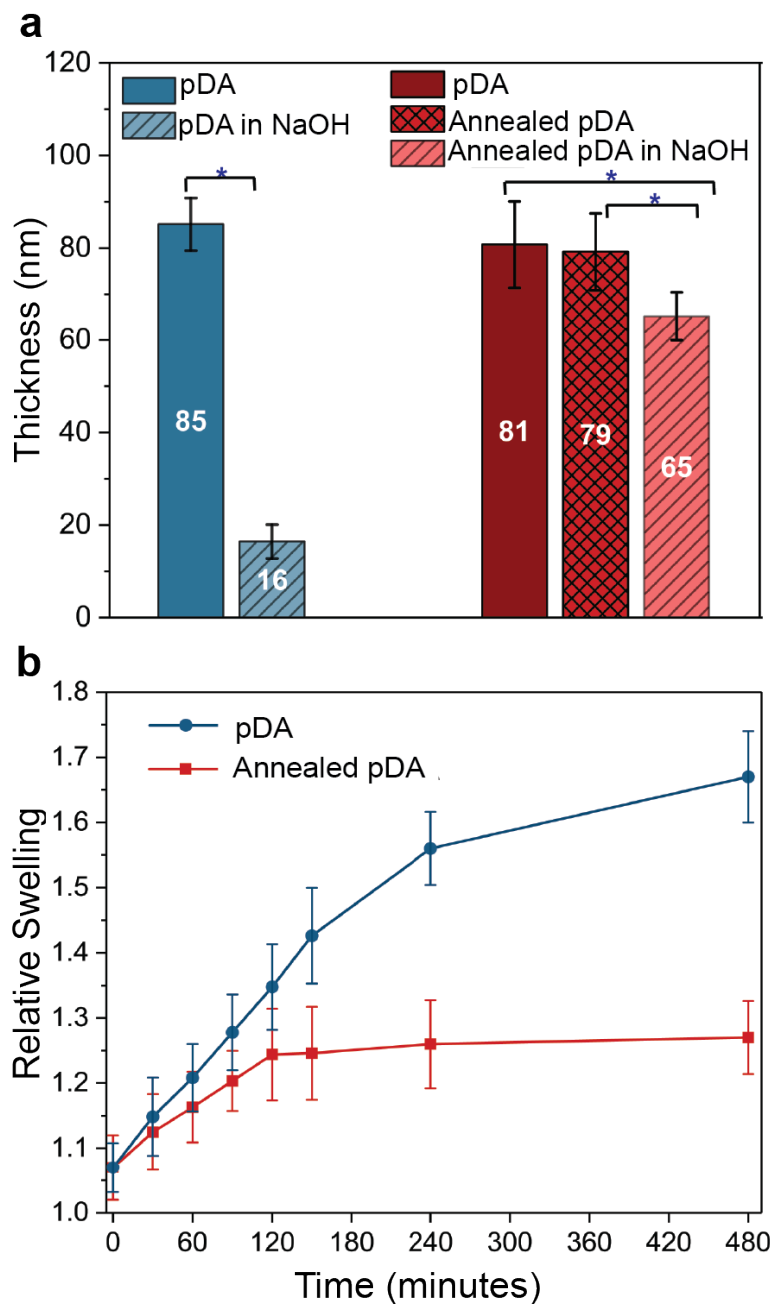 a
120
100
80
60
40
20
0
Thickness (nm)
pDA
pDA in NaOH
pDA
Annealed pDA
Annealed pDA in NaOH
*
*
*
85
16
81
79
65
b
1.8
1.7
1.6
1.5
1.4
1.3
1.2
1.1
1.0
Relative Swelling
pDA
Annealed pDA
0 60 120 180 240 300 360 420 480
Time (minutes)